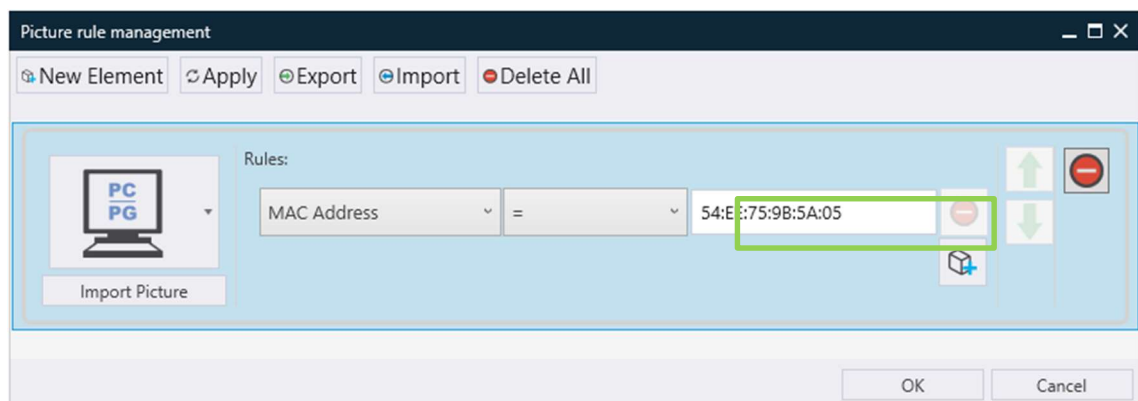 Picture rule management
New Element Apply Export Import Delete All
Rules:
PC
PG
MAC Address = 54:EE:75:9B:5A:05
Import Picture
OK Cancel